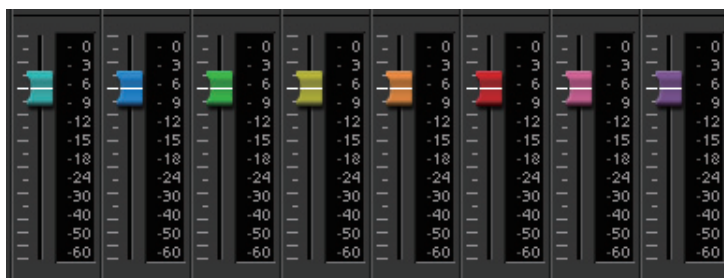 - 0 - 0 - 0 - 0 - 0 - 0 - 0 - 0
- 3 - 3 - 3 - 3 - 3 - 3 - 3 - 3
- 6 - 6 - 6 - 6 - 6 - 6 - 6 - 6
- 9 - 9 - 9 - 9 - 9 - 9 - 9 - 9
-12 -12 -12 -12 -12 -12 -12 -12
-15 -15 -15 -15 -15 -15 -15 -15
-18 -18 -18 -18 -18 -18 -18 -18
-24 -24 -24 -24 -24 -24 -24 -24
-30 -30 -30 -30 -30 -30 -30 -30
-40 -40 -40 -40 -40 -40 -40 -40
-50 -50 -50 -50 -50 -50 -50 -50
-60 -60 -60 -60 -60 -60 -60 -60